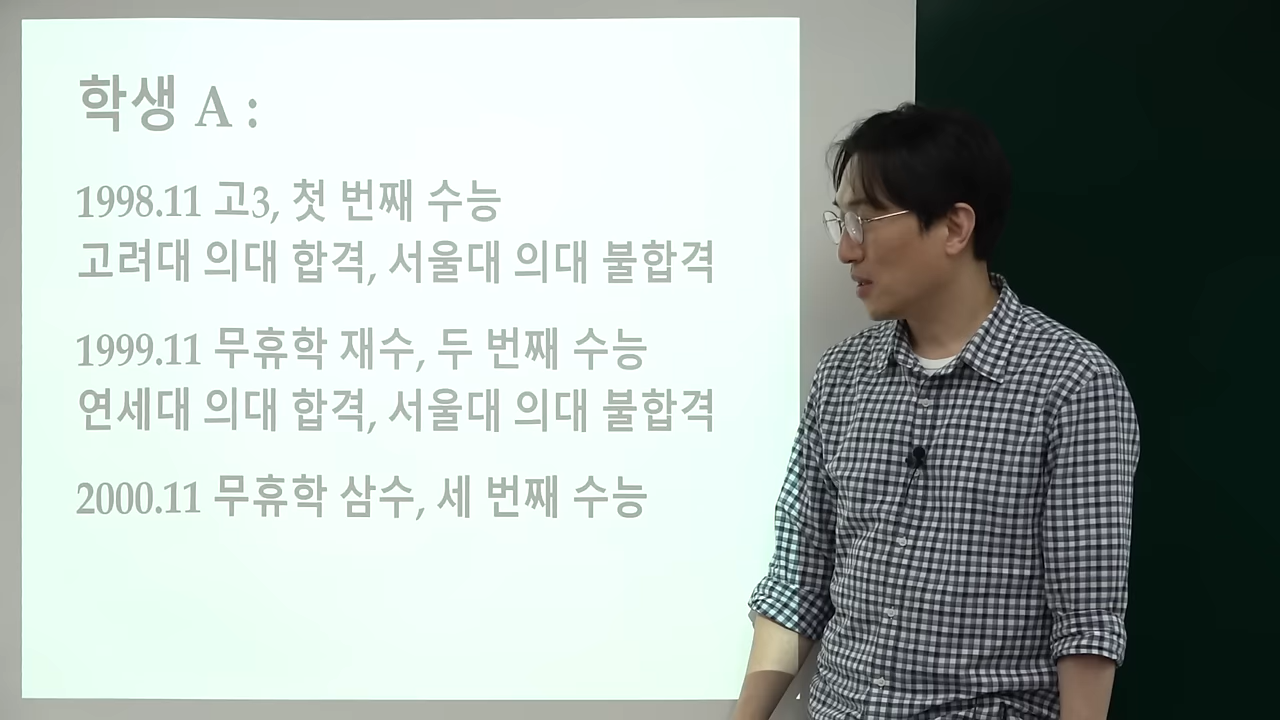 학생 A :
1998.11 고3, 첫 번째 수능
고려대 의대 합격, 서울대 의대 불합격
1999.11 무휴학 재수, 두 번째 수능
연세대 의대 합격, 서울대 의대 불합격
2000.11 무휴학 삼수, 세 번째 수능